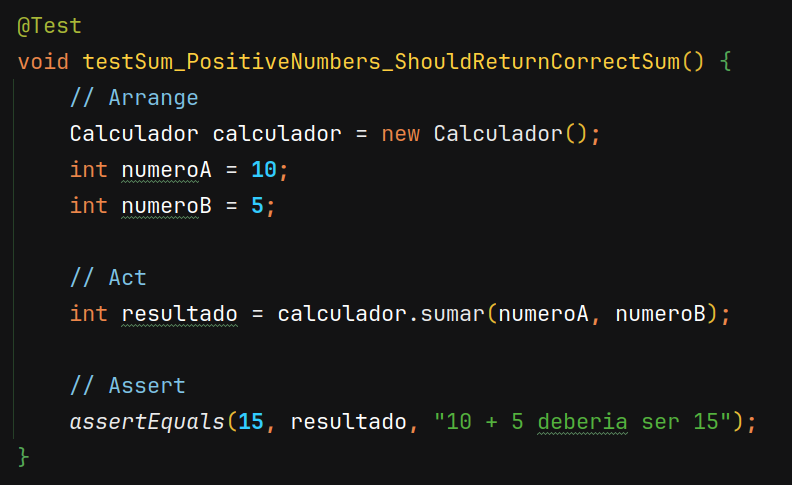 @Test
void testSum_PositiveNumbers_ShouldReturnCorrectSum() {
// Arrange
Calculador calculador = new Calculador();
int numeroA = 10;
int numeroB = 5;
// Act
int resultado = calculador.sumar(numeroA, numeroB);
// Assert
assertEquals(15, resultado, "10 + 5 deberia ser 15");
}